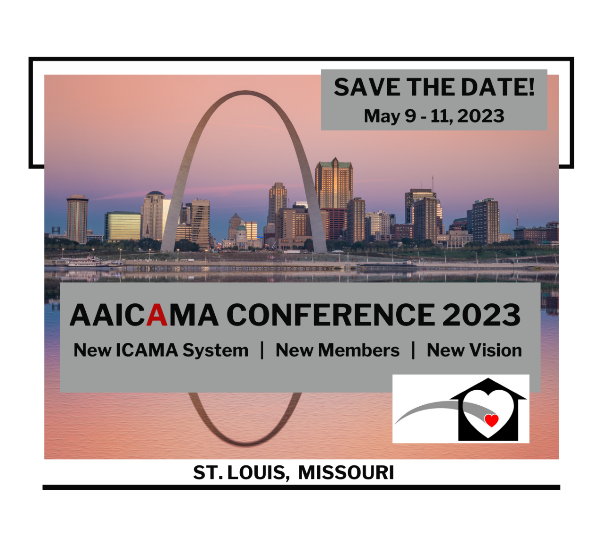 SAVE THE DATE!
May 9 - 11, 2023
AAICAMA CONFERENCE 2023
New ICAMA System | New Members | New Vision
ST. LOUIS, MISSOURI